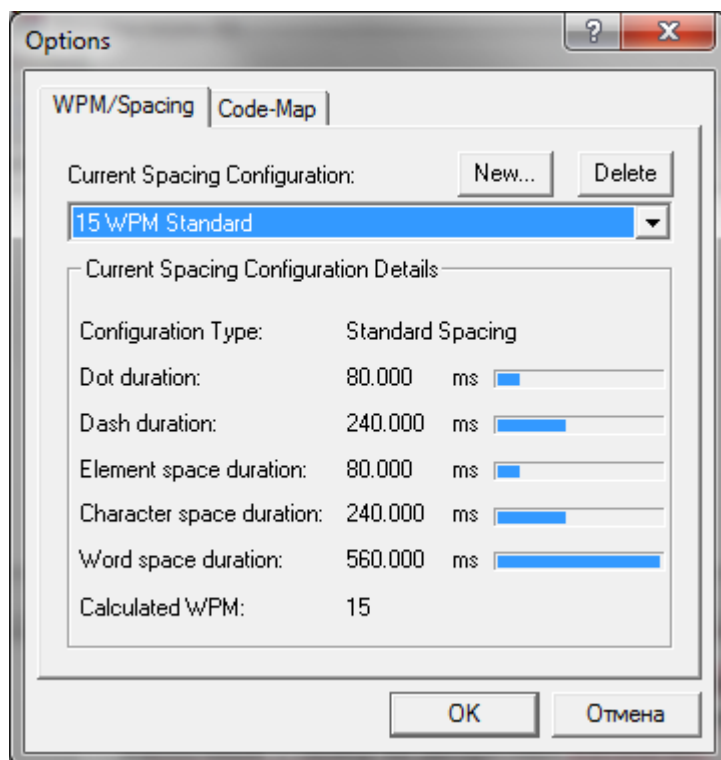 Options
WPM/Spacing Code-Map
Current Spacing Configuration: New... Delete
15 WPM Standard
Current Spacing Configuration Details
Configuration Type: Standard Spacing
Dot duration: 80.000 ms
Dash duration: 240.000 ms
Element space duration: 80.000 ms
Character space duration: 240.000 ms
Word space duration: 560.000 ms
Calculated WPM: 15
OK Отмена